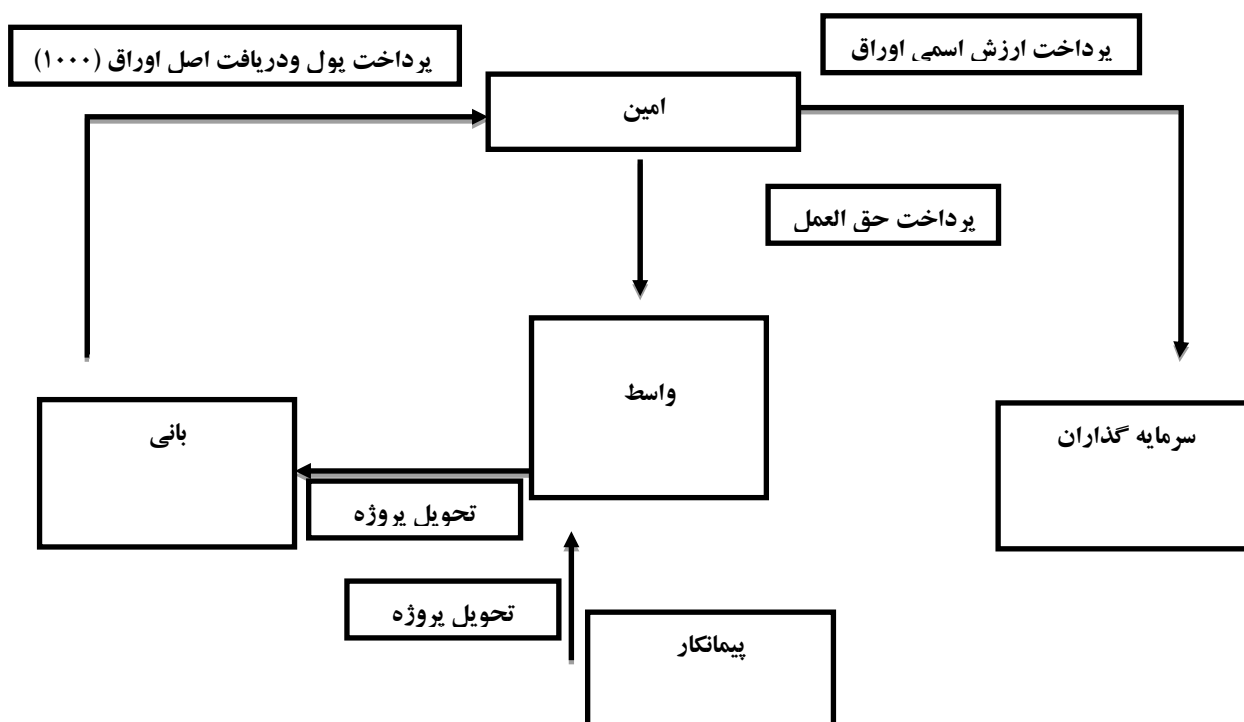 پرداخت ارزش اسمی اوراق
پرداخت پول ودریافت اصل اوراق (۱۰۰۰)
امین
پرداخت حق العمل
واسط
سرمایه گذاران
بانی
تحویل پروژه
تحویل پروژه
پیمانکار